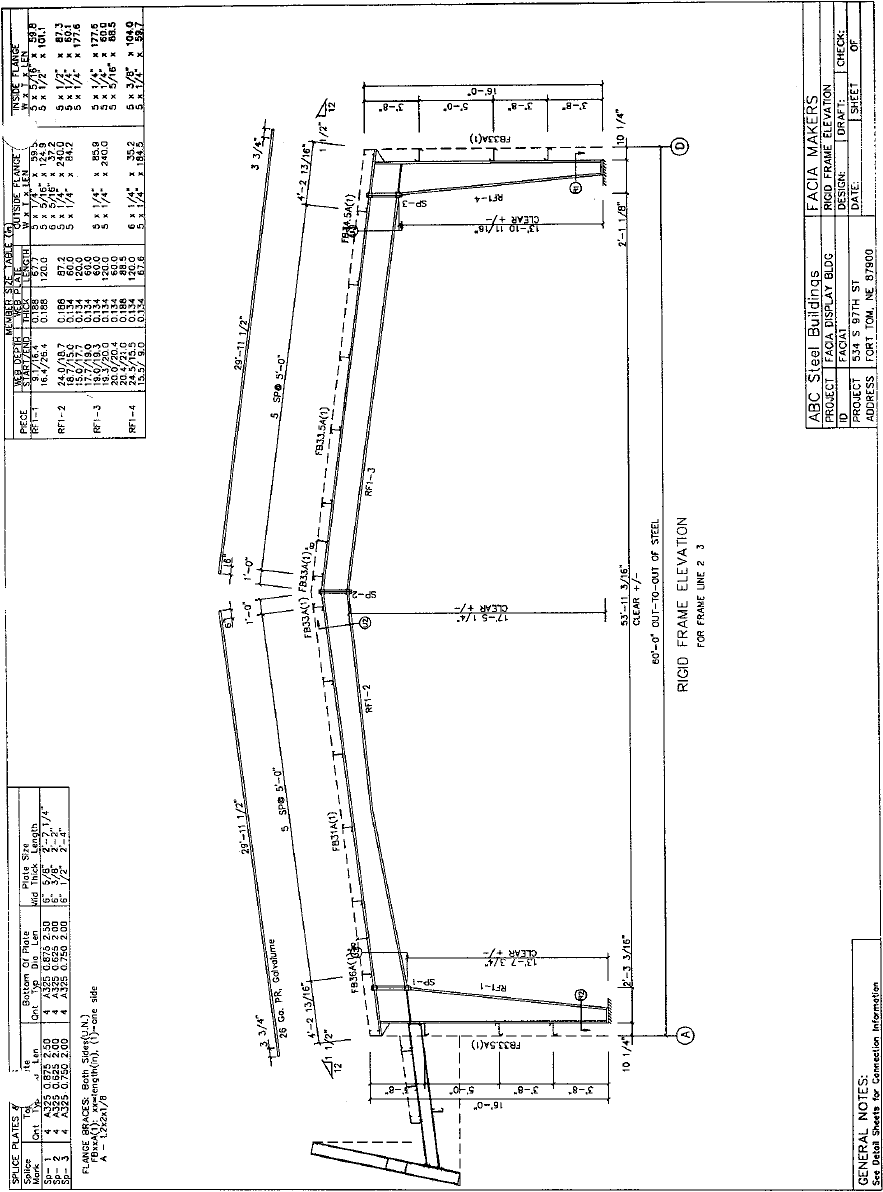 SPLICE PLATES &
Splice
Mark
Qnt Typ Len
Bottom Of Plate
Qnt Typ Dia Len
Plate Size
Wid Thick Length
Sp- 1 4 A325 0.875 2.50 4 A325 0.875 2.50 6" 5/8" 2'-7 1/4"
Sp- 2 4 A325 0.625 2.00 4 A325 0.625 2.00 6" 3/8" 2'-2"
Sp- 3 4 A325 0.750 2.00 4 A325 0.750 2.00 6" 1/2" 2'-4"
FLANGE BRACES: Both Sides(U.N.)
FBxxA(1): xx=length(in), (1)=one side
A - L2x2x1/8
MEMBER SIZE TABLE (in)
PIECE
WEB DEPTH
START/END
WEB PLATE
THICK LENGTH
OUTSIDE FLANGE
W x T x LEN
INSIDE FLANGE
W x T x LEN
RF1-1 9.1/16.4 0.188 67.7 5 x 1/4" x 59.5 5 x 5/16" x 59.8
16.4/26.4 0.188 120.0 5 x 5/16" x 124.9 5 x 1/2" x 101.1
6 x 5/16" x 37.2
RF1-2 24.0/18.7 0.188 87.2 5 x 1/4" x 240.0 5 x 1/2" x 87.3
18.7/15.0 0.134 60.0 5 x 1/4" x 84.2 5 x 1/4" x 60.1
15.0/17.7 0.134 120.0 5 x 1/4" x 177.6
17.7/19.0 0.134 60.0
RF1-3 19.0/19.3 0.134 60.0 5 x 1/4" x 85.9 5 x 1/4" x 177.6
19.3/20.0 0.134 120.0 5 x 1/4" x 240.0 5 x 1/4" x 60.0
20.0/20.4 0.134 60.0 5 x 5/16" x 88.5
20.4/21.0 0.188 88.5
RF1-4 24.5/15.5 0.134 120.0 6 x 1/4" x 35.2 5 x 3/8" x 104.0
15.5/ 9.0 0.134 67.6 5 x 1/4" x 184.5 5 x 1/4" x 59.7
3 3/4"
29'-11 1/2"
6"
6"
29'-11 1/2"
3 3/4"
26 Ga. PR, Galvalume
4'-2 13/16"
5 SP@ 5'-0"
1'-0"
1'-0"
5 SP@ 5'-0"
4'-2 13/16"
1 1/2"
12
1 1/2"
12
FB36A(1)
FB31A(1)
FB33A(1)
FB33A(1)
FB33.5A(1)
FB34.5A(1)
FB33.5A(1)
FB33A(1)
SP-1
SP-2
SP-3
RF1-1
RF1-2
RF1-3
RF1-4
3'-8"
5'-0"
3'-8"
3'-8"
16'-0"
3'-8"
5'-0"
3'-8"
3'-8"
16'-0"
13'-7 3/4"
CLEAR +/-
17'-5 1/4"
CLEAR +/-
13'-10 11/16"
CLEAR +/-
10 1/4"
2'-3 3/16"
53'-11 3/16"
CLEAR +/-
2'-1 1/8"
10 1/4"
60'-0" OUT-TO-OUT OF STEEL
A
D
RIGID FRAME ELEVATION
FOR FRAME LINE 2 3
GENERAL NOTES:
See Detail Sheets for Connection Information
ABC Steel Buildings
FACIA MAKERS
PROJECT FACIA DISPLAY BLDG
RIGID FRAME ELEVATION
ID FACIA1
DESIGN: DRAFT: CHECK:
PROJECT 534 S 97TH ST
DATE: SHEET OF
ADDRESS FORT TOM, NE 87900